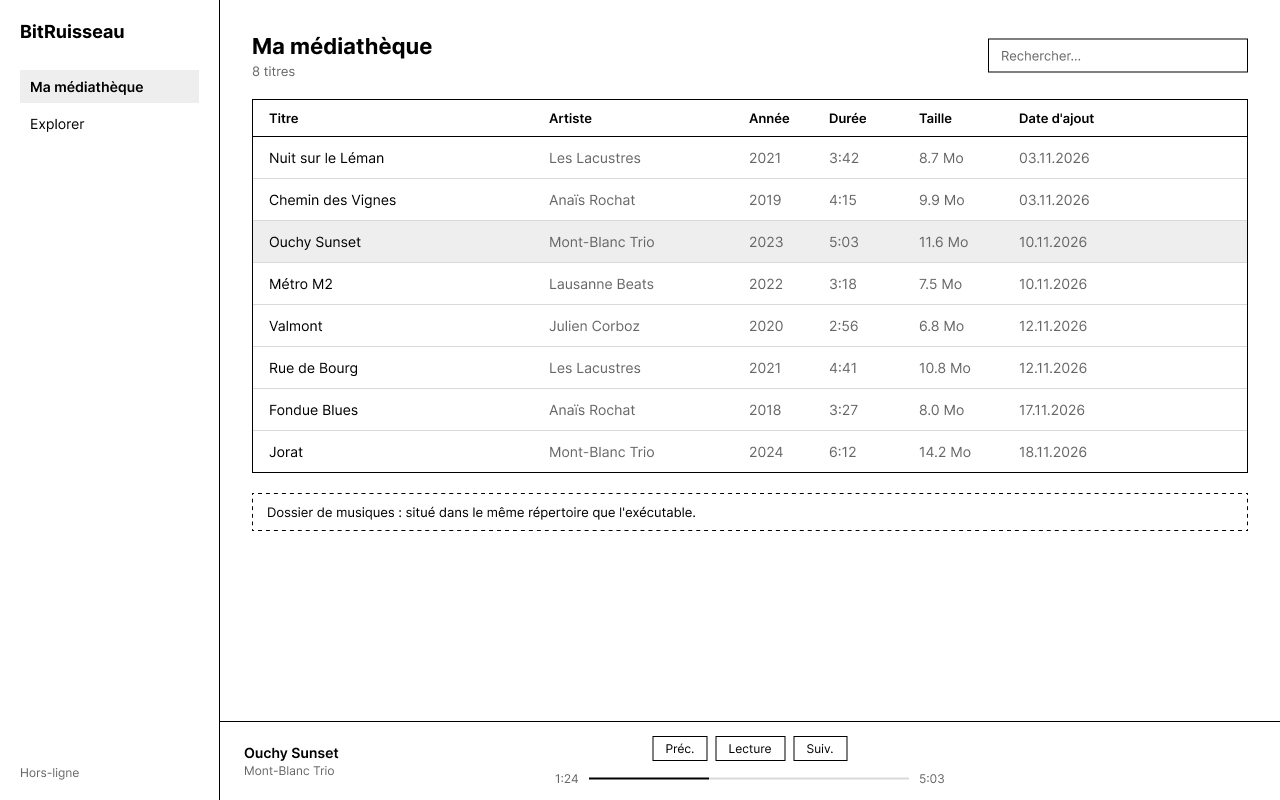 BitRuisseau
Ma médiathèque
Explorer
Hors-ligne
Ma médiathèque
8 titres
Rechercher...
Titre Artiste Année Durée Taille Date d'ajout
Nuit sur le Léman Les Lacustres 2021 3:42 8.7 Mo 03.11.2026
Chemin des Vignes Anaïs Rochat 2019 4:15 9.9 Mo 03.11.2026
Ouchy Sunset Mont-Blanc Trio 2023 5:03 11.6 Mo 10.11.2026
Métro M2 Lausanne Beats 2022 3:18 7.5 Mo 10.11.2026
Valmont Julien Corboz 2020 2:56 6.8 Mo 12.11.2026
Rue de Bourg Les Lacustres 2021 4:41 10.8 Mo 12.11.2026
Fondue Blues Anaïs Rochat 2018 3:27 8.0 Mo 17.11.2026
Jorat Mont-Blanc Trio 2024 6:12 14.2 Mo 18.11.2026
Dossier de musiques : situé dans le même répertoire que l'exécutable.
Ouchy Sunset
Mont-Blanc Trio
Préc. Lecture Suiv.
1:24 5:03